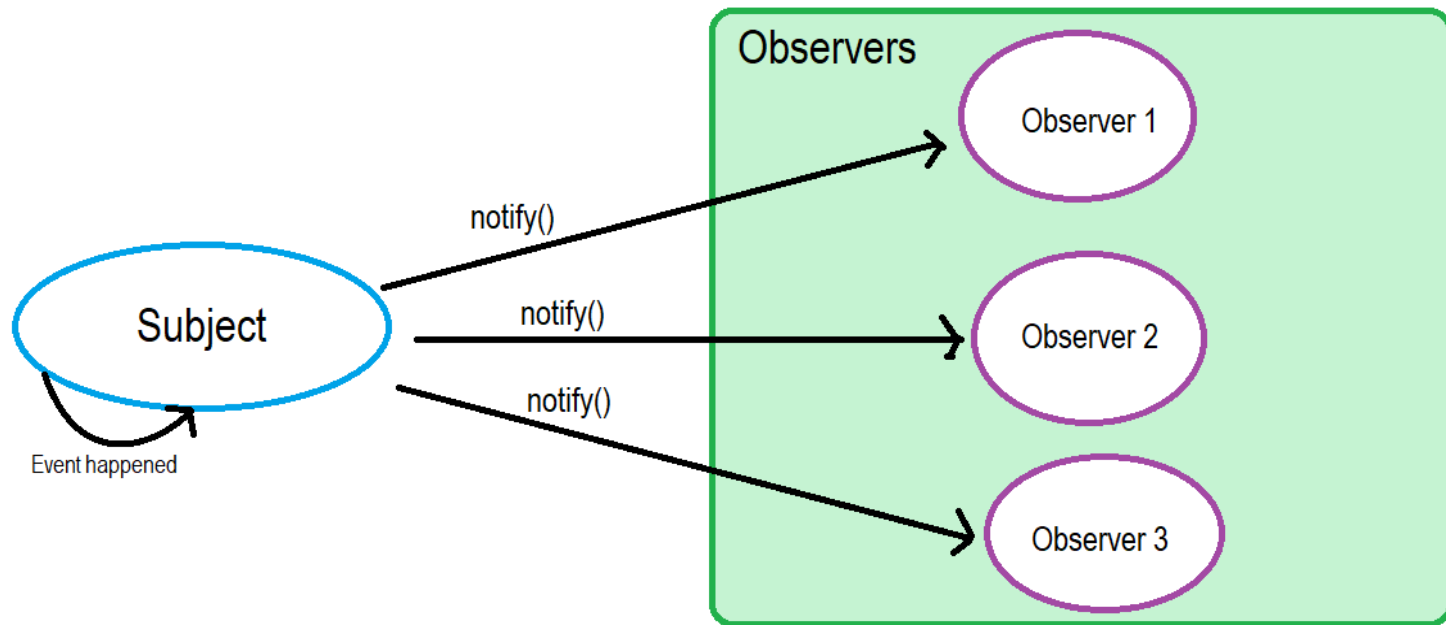 Observers
Observer 1
notify()
Subject
notify()
Observer 2
notify()
Event happened
Observer 3